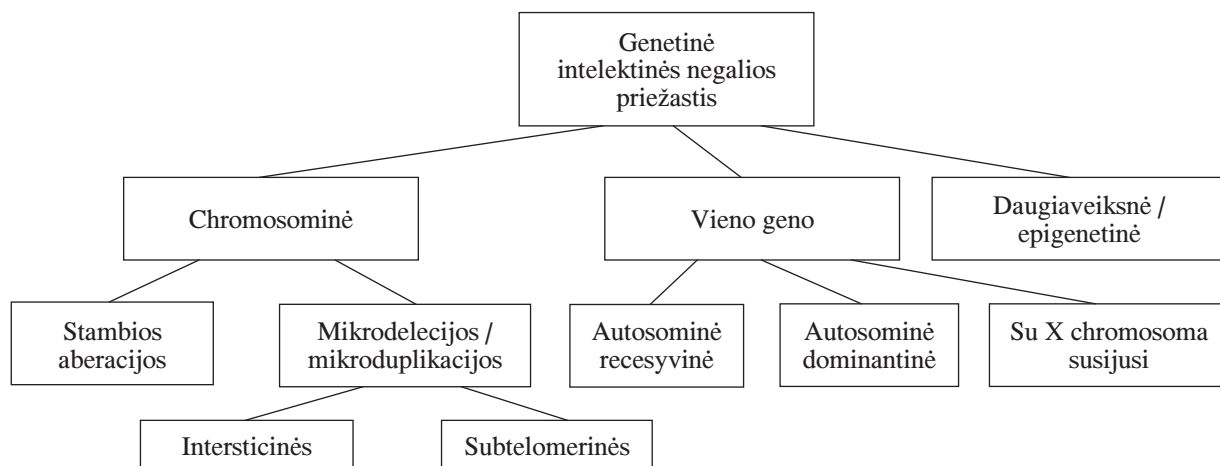 Genetinė
intelektinės negalios
priežastis
Chromosominė
Vieno geno
Daugiaveiksnė /
epigenetinė
Stambios
aberacijos
Mikrodelecijos /
mikroduplikacijos
Autosominė
recesyvinė
Autosominė
dominantinė
Su X chromosoma
susijusi
Intersticinės
Subtelomerinės